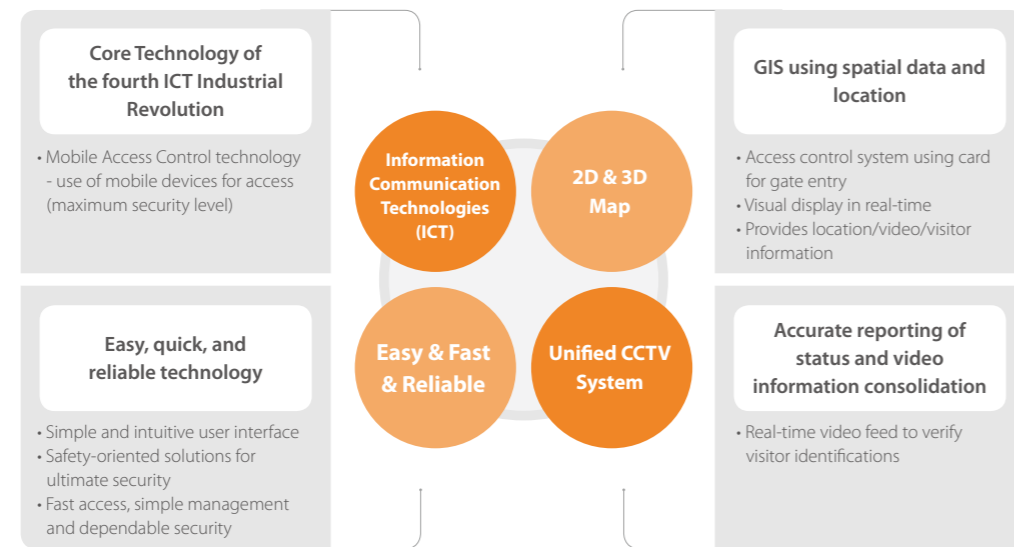 Core Technology of
the fourth ICT Industrial
Revolution
• Mobile Access Control technology
- use of mobile devices for access
(maximum security level)
Information
Communication
Technologies
(ICT)
2D & 3D
Map
GIS using spatial data and
location
• Access control system using card
for gate entry
• Visual display in real-time
• Provides location/video/visitor
information
Easy, quick, and
reliable technology
• Simple and intuitive user interface
• Safety-oriented solutions for
ultimate security
• Fast access, simple management
and dependable security
Easy & Fast
& Reliable
Unified CCTV
System
Accurate reporting of
status and video
information consolidation
• Real-time video feed to verify
visitor identifications